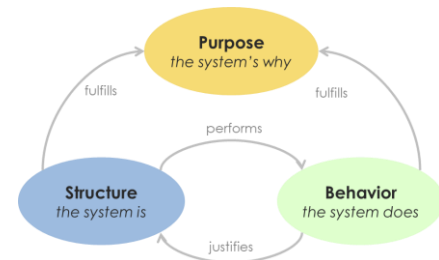 Purpose
the system's why
fulfills
fulfills
performs
Structure
the system is
Behavior
the system does
justifies